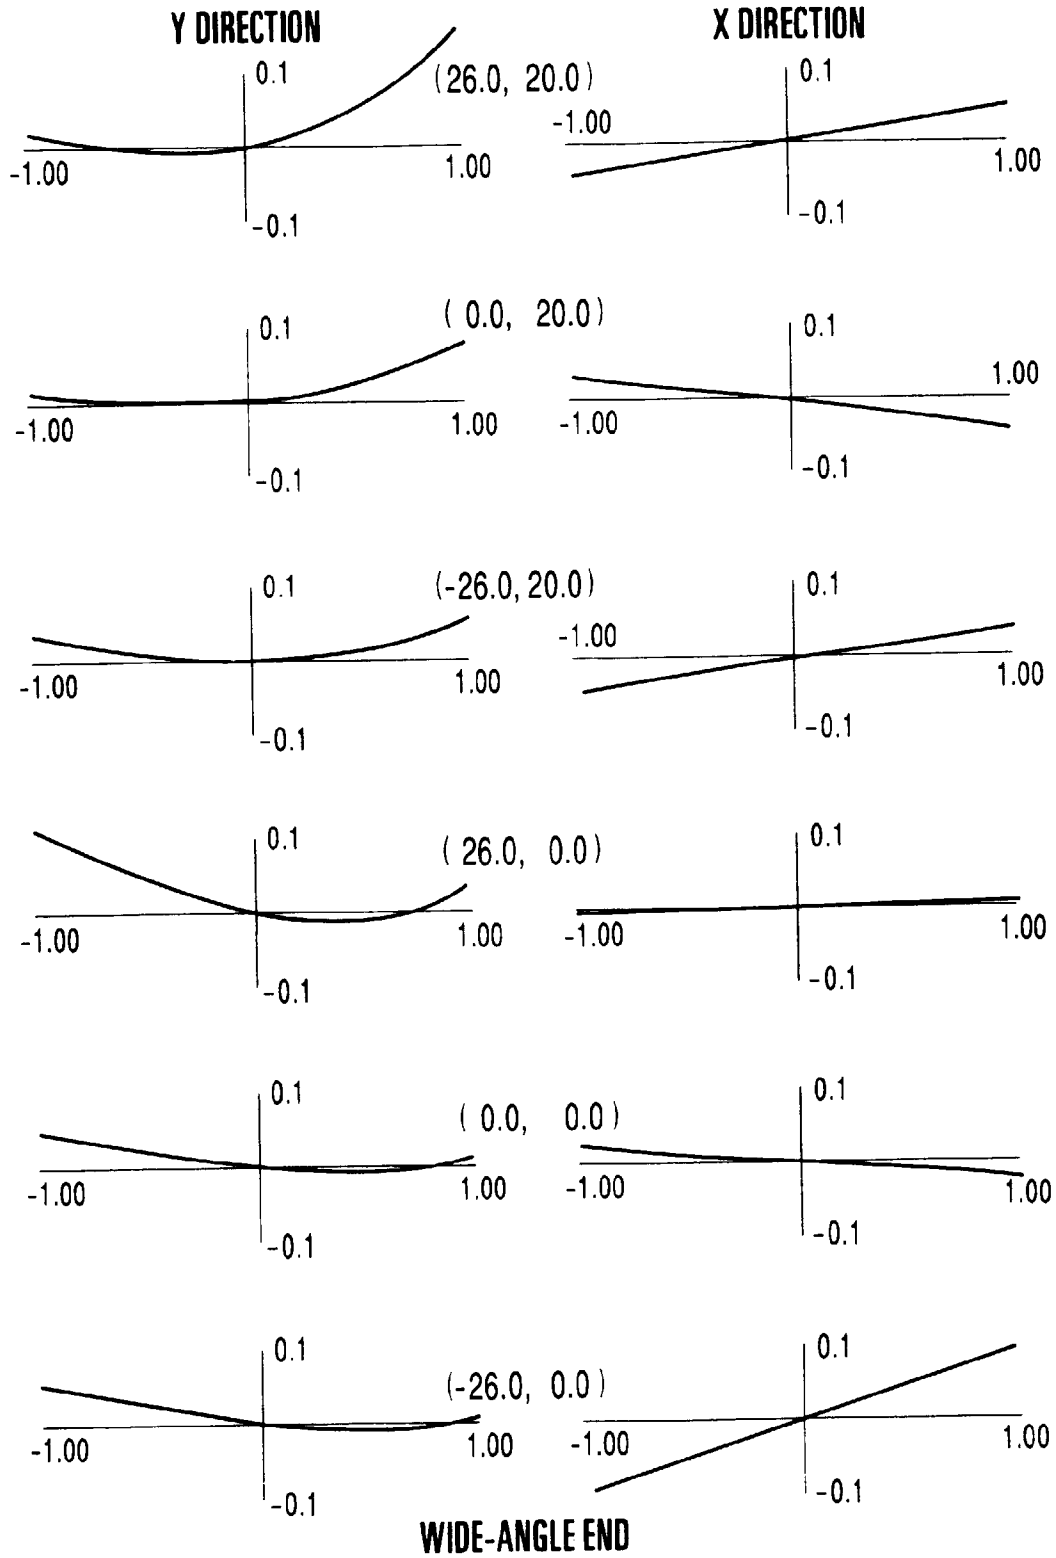 Y DIRECTION X DIRECTION
0.1 (26.0, 20.0) 0.1
-1.00 1.00 -1.00 1.00
-0.1 -0.1
0.1 ( 0.0, 20.0) 0.1
-1.00 1.00 -1.00 1.00
-0.1 -0.1
0.1 (-26.0, 20.0) 0.1
-1.00 1.00 -1.00 1.00
-0.1 -0.1
0.1 ( 26.0, 0.0) 0.1
-1.00 1.00 -1.00 1.00
-0.1 -0.1
0.1 ( 0.0, 0.0) 0.1
-1.00 1.00 -1.00 1.00
-0.1 -0.1
0.1 (-26.0, 0.0) 0.1
-1.00 1.00 -1.00 1.00
-0.1 -0.1
WIDE-ANGLE END